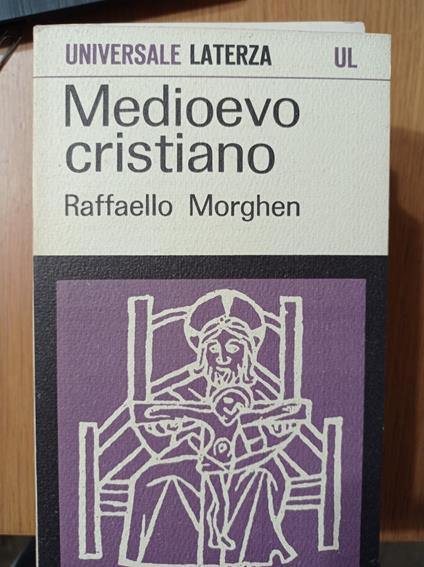 UNIVERSALE LATERZA UL
Medioevo
cristiano
Raffaello Morghen